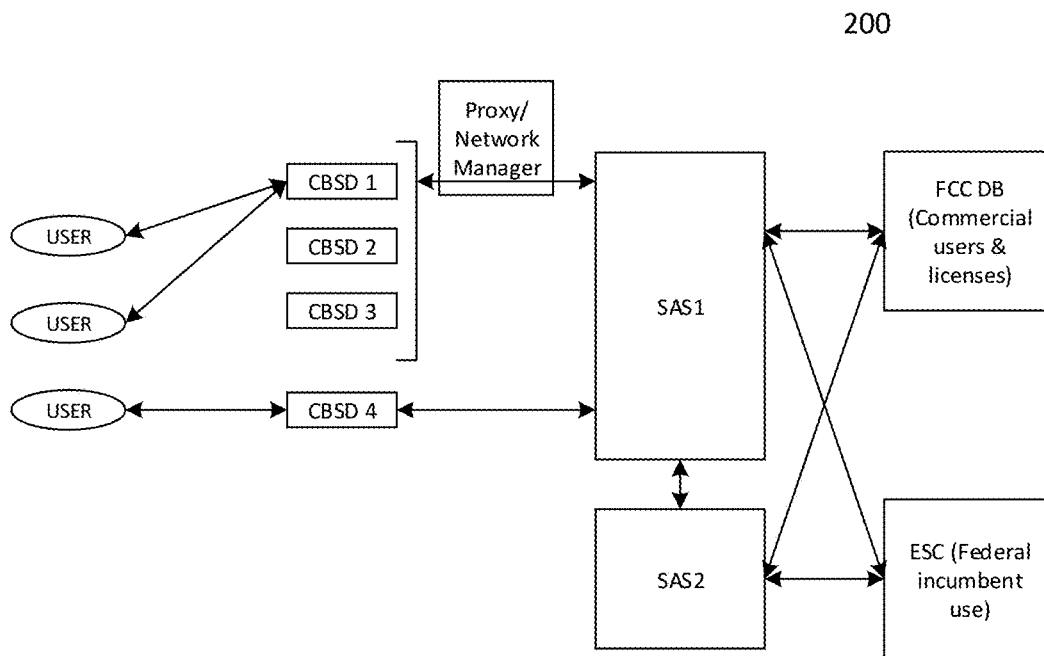 200
Proxy/
Network
Manager
CBSD 1
CBSD 2
CBSD 3
CBSD 4
USER
USER
USER
SAS1
SAS2
FCC DB
(Commercial
users &
licenses)
ESC (Federal
incumbent
use)